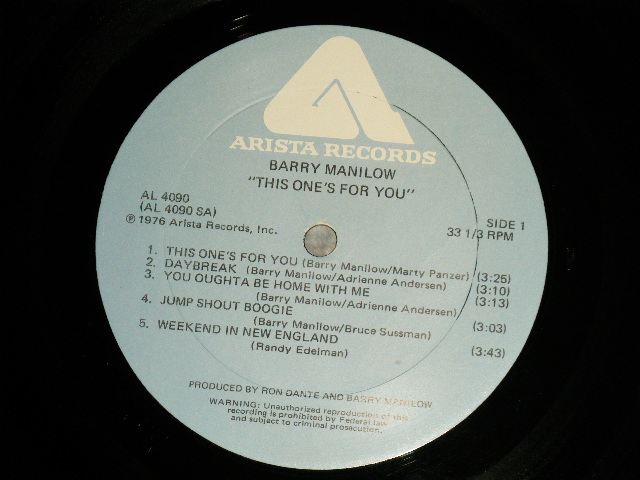 ARISTA RECORDS
BARRY MANILOW
"THIS ONE'S FOR YOU"
AL 4090
(AL 4090 SA)
℗ 1976 Arista Records, Inc.
SIDE 1
33 1/3 RPM
1. THIS ONE'S FOR YOU (Barry Manilow/Marty Panzer) (3:25)
2. DAYBREAK (Barry Manilow/Adrienne Andersen) (3:10)
3. YOU OUGHTA BE HOME WITH ME
(Barry Manilow/Adrienne Andersen) (3:13)
4. JUMP SHOUT BOOGIE
(Barry Manilow/Bruce Sussman) (3:03)
5. WEEKEND IN NEW ENGLAND
(Randy Edelman) (3:43)
PRODUCED BY RON DANTE AND BARRY MANILOW
WARNING: Unauthorized reproduction of this
recording is prohibited by Federal law
and subject to criminal prosecution.